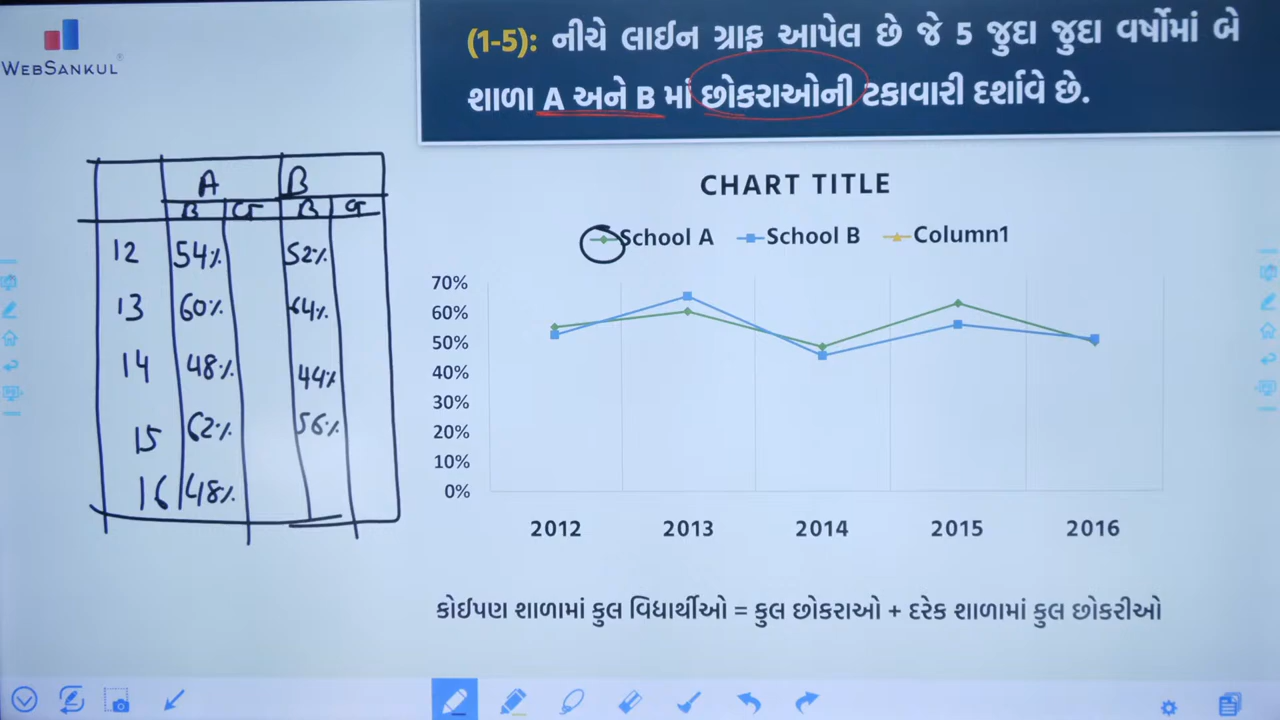 WEBSANKUL
(1-5): નીચે લાઈન ગ્રાફ આપેલ છે જે 5 જુદા જુદા વર્ષોમાં બે
શાળા A અને B માં છોકરાઓની ટકાવારી દર્શાવે છે.
A B
B G B G
12 54% 52%
13 60% 64%
14 48% 44%
15 62% 56%
16 48%
CHART TITLE
School A School B Column1
70%
60%
50%
40%
30%
20%
10%
0%
2012 2013 2014 2015 2016
કોઈપણ શાળામાં કુલ વિદ્યાર્થીઓ = કુલ છોકરાઓ + દરેક શાળામાં કુલ છોકરીઓ